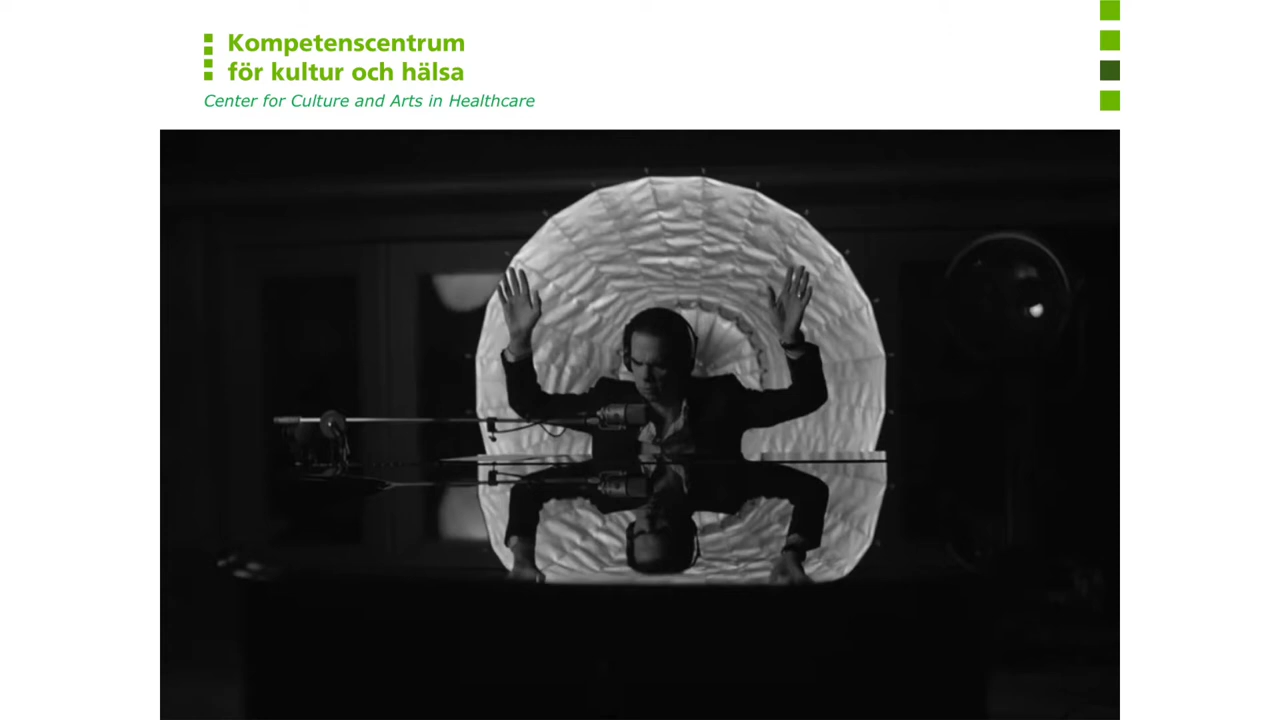 Kompetenscentrum
för kultur och hälsa
Center for Culture and Arts in Healthcare